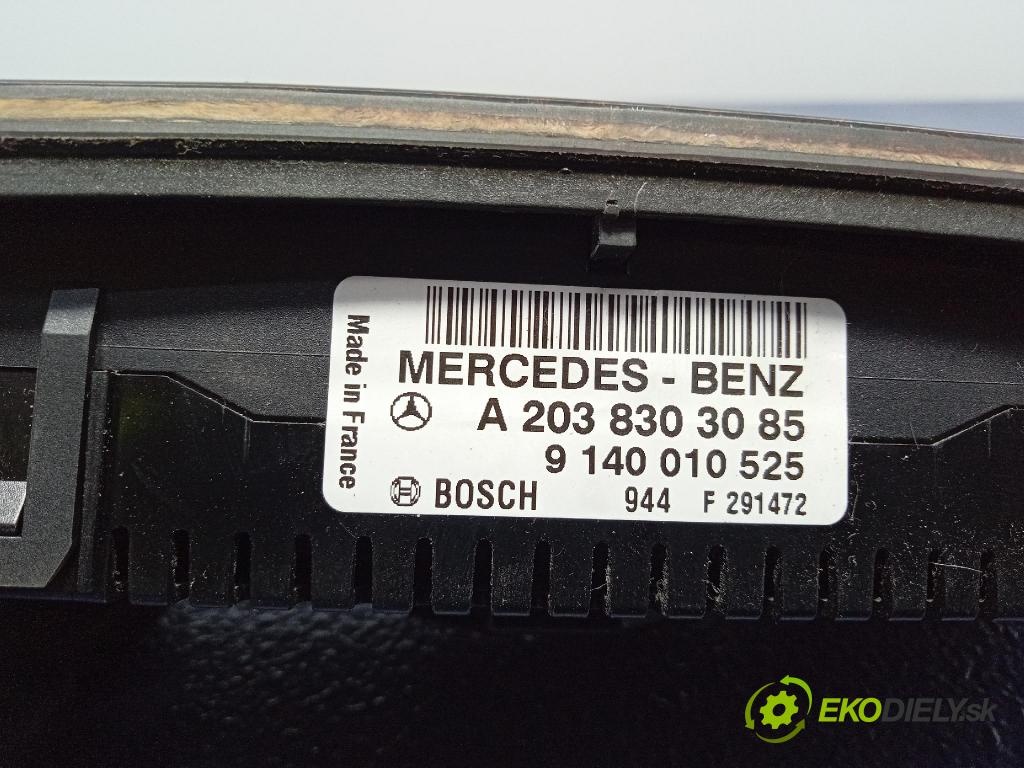 Made in France
MERCEDES - BENZ
A 203 830 30 85
9 140 010 525
BOSCH 944 F 291472
EKODIELY.sk